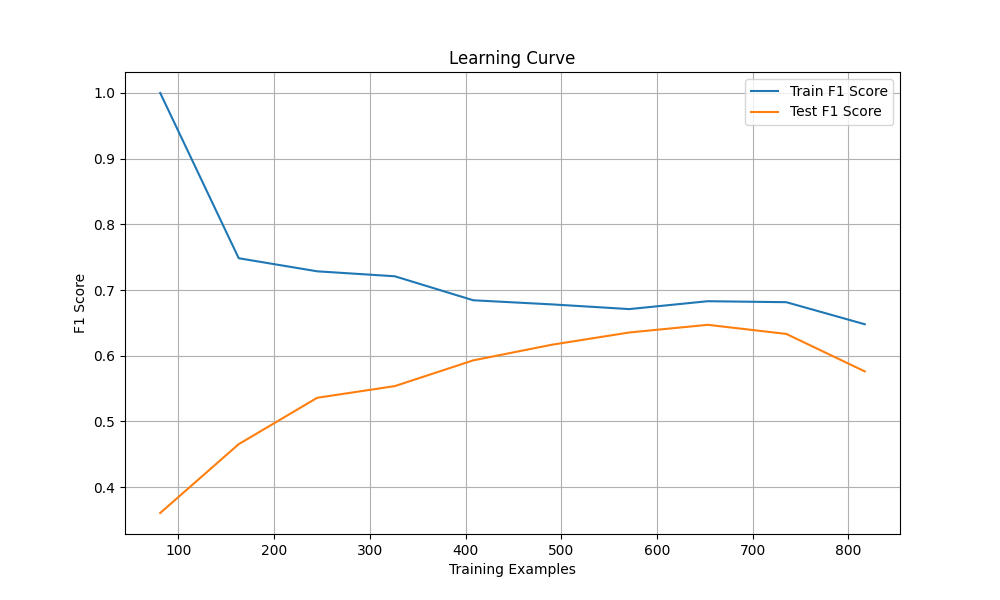 Learning Curve
Train F1 Score
Test F1 Score
1.0
0.9
0.8
0.7
0.6
0.5
0.4
F1 Score
100 200 300 400 500 600 700 800
Training Examples